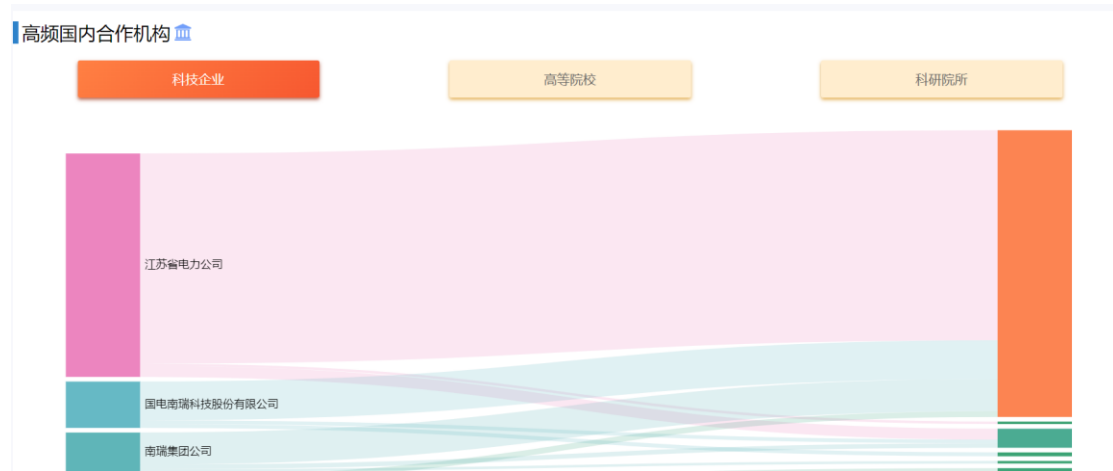 高频国内合作机构
科技企业
高等院校
科研院所
江苏省电力公司
国电南瑞科技股份有限公司
南瑞集团公司